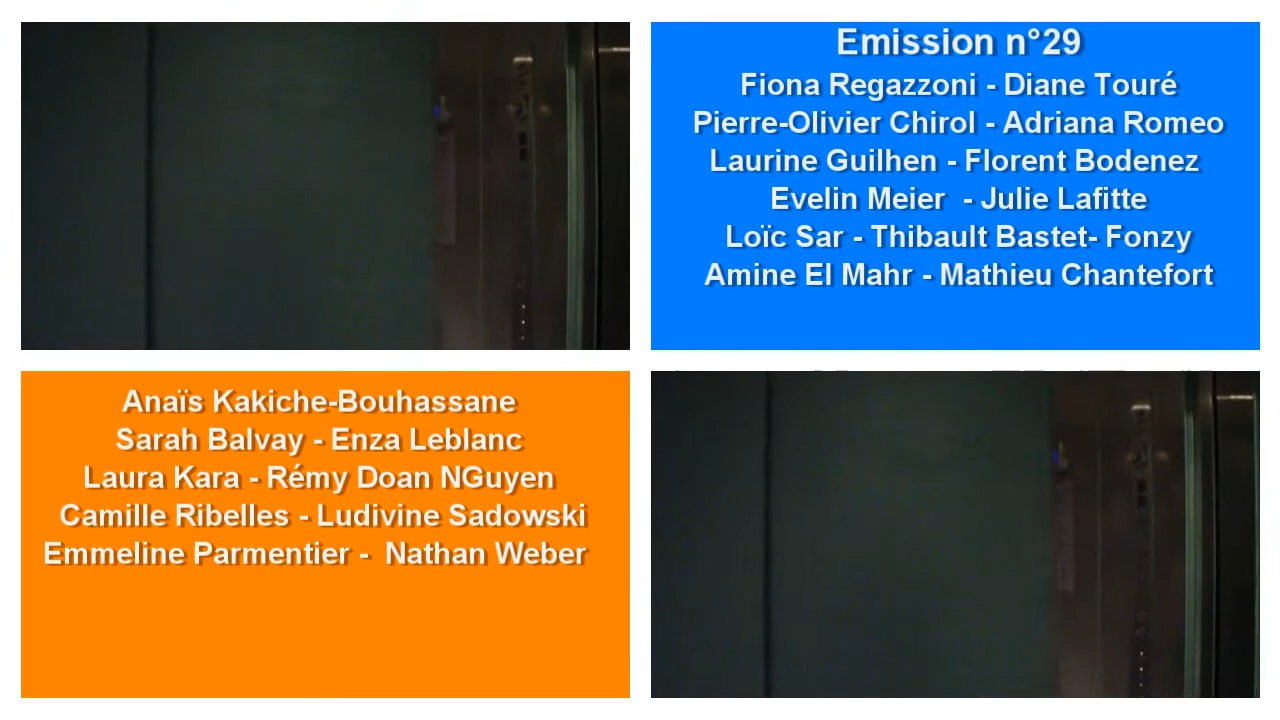 Emission n°29
Fiona Regazzoni - Diane Touré
Pierre-Olivier Chirol - Adriana Romeo
Laurine Guilhen - Florent Bodenez
Evelin Meier  - Julie Lafitte
Loïc Sar - Thibault Bastet- Fonzy
Amine El Mahr - Mathieu Chantefort
Anaïs Kakiche-Bouhassane
Sarah Balvay - Enza Leblanc
Laura Kara - Rémy Doan NGuyen
Camille Ribelles - Ludivine Sadowski
Emmeline Parmentier -  Nathan Weber